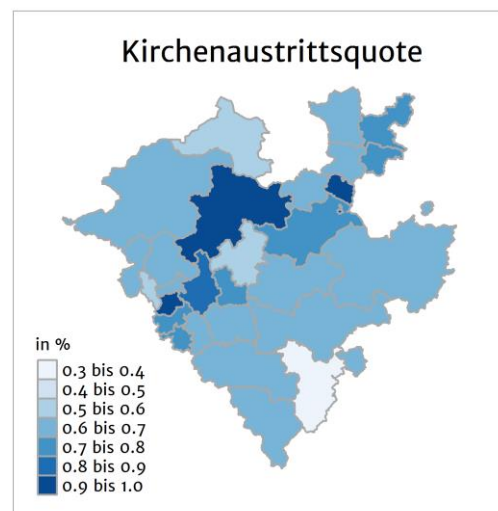 Kirchenaustrittsquote
in %
0.3 bis 0.4
0.4 bis 0.5
0.5 bis 0.6
0.6 bis 0.7
0.7 bis 0.8
0.8 bis 0.9
0.9 bis 1.0